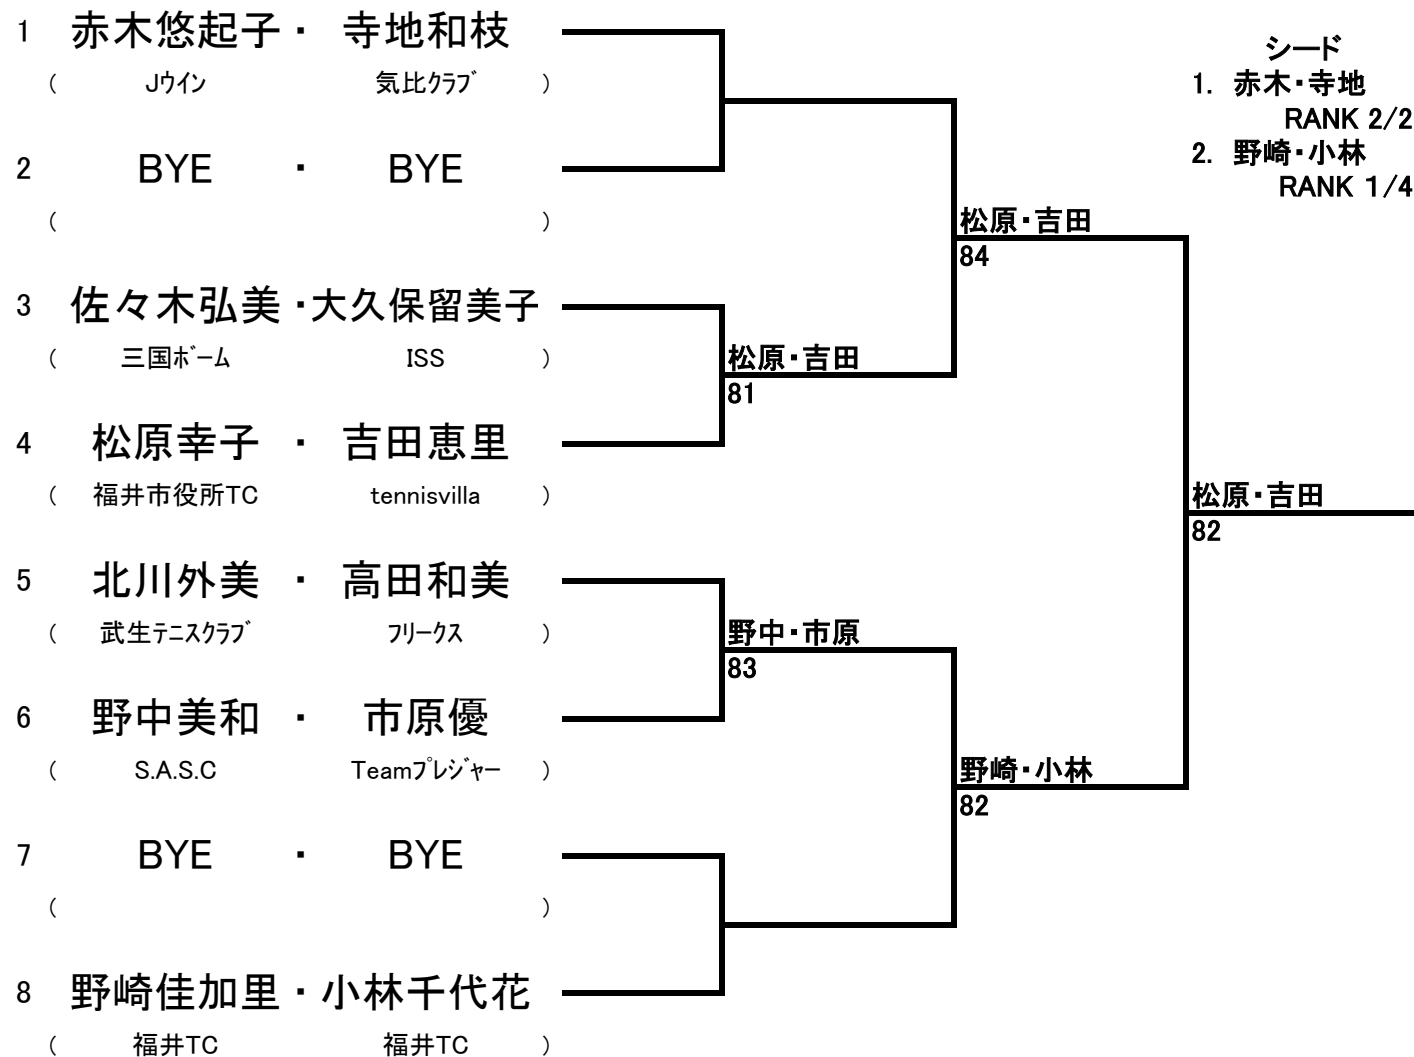 1 赤木悠起子・ 寺地和枝
( Jウイン 気比クラブ )
2 BYE ・ BYE
( )
3 佐々木弘美・大久保留美子
( 三国ボーム ISS )
4 松原幸子 ・ 吉田恵里
( 福井市役所TC tennisvilla )
5 北川外美 ・ 高田和美
( 武生テニスクラブ フリークス )
6 野中美和 ・ 市原優
( S.A.S.C Teamプレジャー )
7 BYE ・ BYE
( )
8 野崎佳加里・小林千代花
( 福井TC 福井TC )
松原・吉田
81
野中・市原
83
松原・吉田
84
野崎・小林
82
松原・吉田
82
シード
1. 赤木・寺地
RANK 2/2
2. 野崎・小林
RANK 1/4